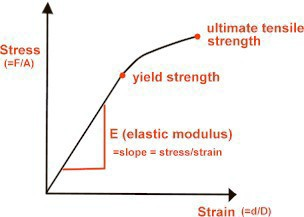 Stress
(=F/A)
ultimate tensile
strength
yield strength
E (elastic modulus)
=slope = stress/strain
Strain (=d/D)